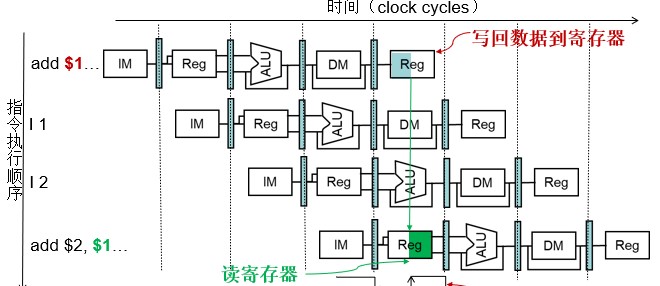 时间（clock cycles）
写回数据到寄存器
add $1...
IM
Reg
ALU
DM
Reg
指令执行顺序
I 1
IM
Reg
ALU
DM
Reg
I 2
IM
Reg
ALU
DM
Reg
add $2, $1...
IM
Reg
ALU
DM
Reg
读寄存器